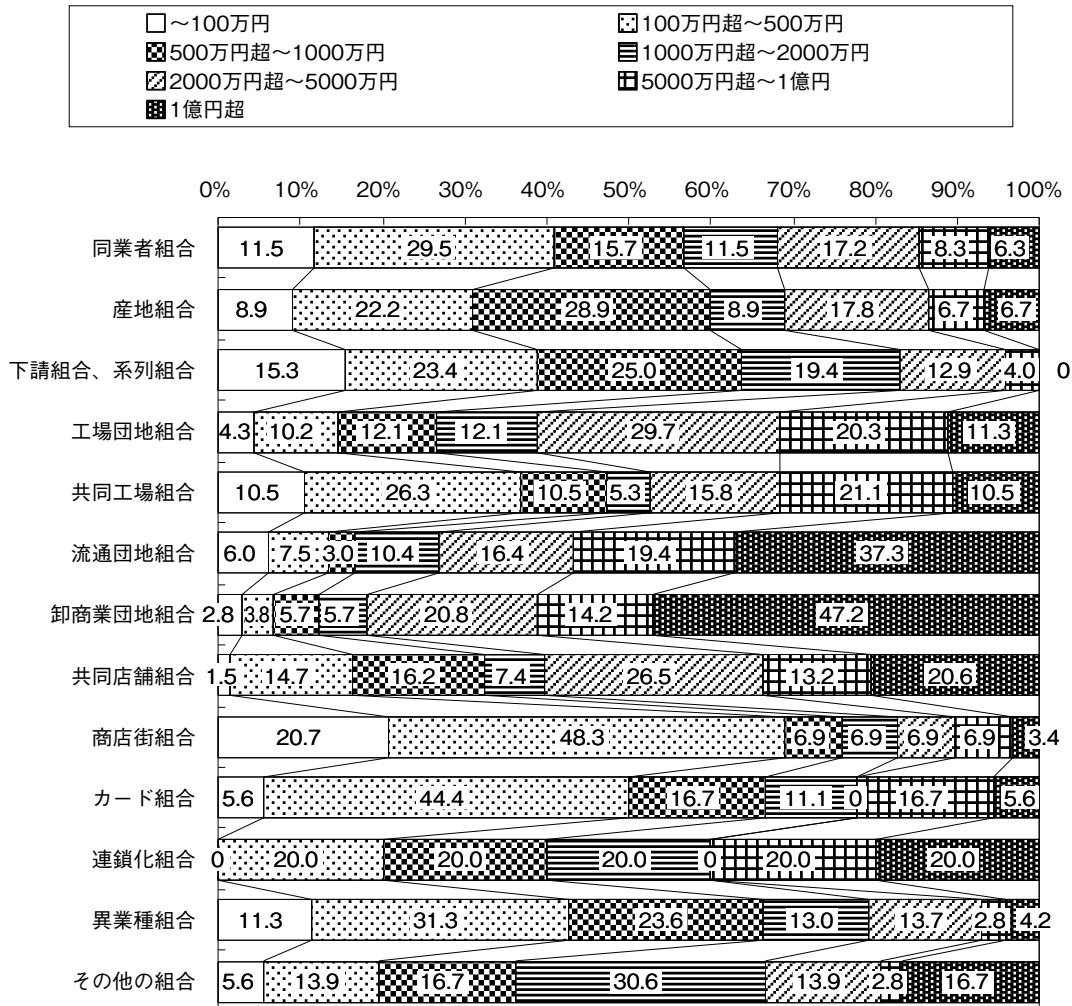 ～100万円 100万円超～500万円
500万円超～1000万円 1000万円超～2000万円
2000万円超～5000万円 5000万円超～1億円
1億円超
0% 10% 20% 30% 40% 50% 60% 70% 80% 90% 100%
同業者組合 11.5 29.5 15.7 11.5 17.2 8.3 6.3
産地組合 8.9 22.2 28.9 8.9 17.8 6.7 6.7
下請組合、系列組合 15.3 23.4 25.0 19.4 12.9 4.0 0
工場団地組合 4.3 10.2 12.1 12.1 29.7 20.3 11.3
共同工場組合 10.5 26.3 10.5 5.3 15.8 21.1 10.5
流通団地組合 6.0 7.5 3.0 10.4 16.4 19.4 37.3
卸商業団地組合 2.8 3.8 5.7 5.7 20.8 14.2 47.2
共同店舗組合 1.5 14.7 16.2 7.4 26.5 13.2 20.6
商店街組合 20.7 48.3 6.9 6.9 6.9 6.9 3.4
カード組合 5.6 44.4 16.7 11.1 0 16.7 5.6
連鎖化組合 0 20.0 20.0 20.0 0 20.0 20.0
異業種組合 11.3 31.3 23.6 13.0 13.7 2.8 4.2
その他の組合 5.6 13.9 16.7 30.6 13.9 2.8 16.7